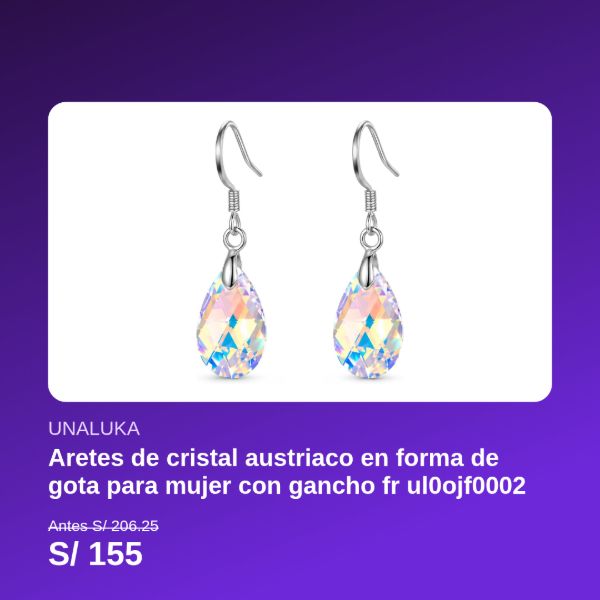 UNALUKA
Aretes de cristal austriaco en forma de
gota para mujer con gancho fr ul0ojf0002
Antes S/ 206.25
S/ 155